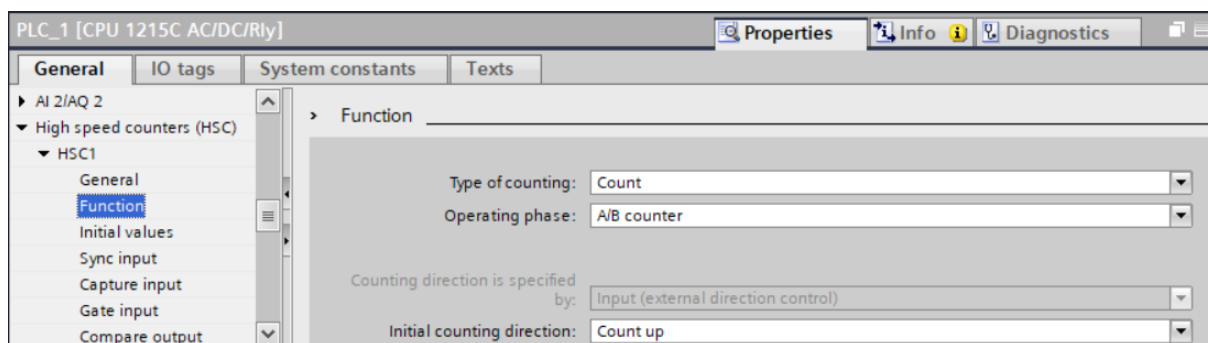 PLC_1 [CPU 1215C AC/DC/Rly]
Properties
Info
Diagnostics
General
IO tags
System constants
Texts
AI 2/AQ 2
High speed counters (HSC)
HSC1
General
Function
Initial values
Sync input
Capture input
Gate input
Compare output
Function
Type of counting: Count
Operating phase: A/B counter
Counting direction is specified
by: Input (external direction control)
Initial counting direction: Count up